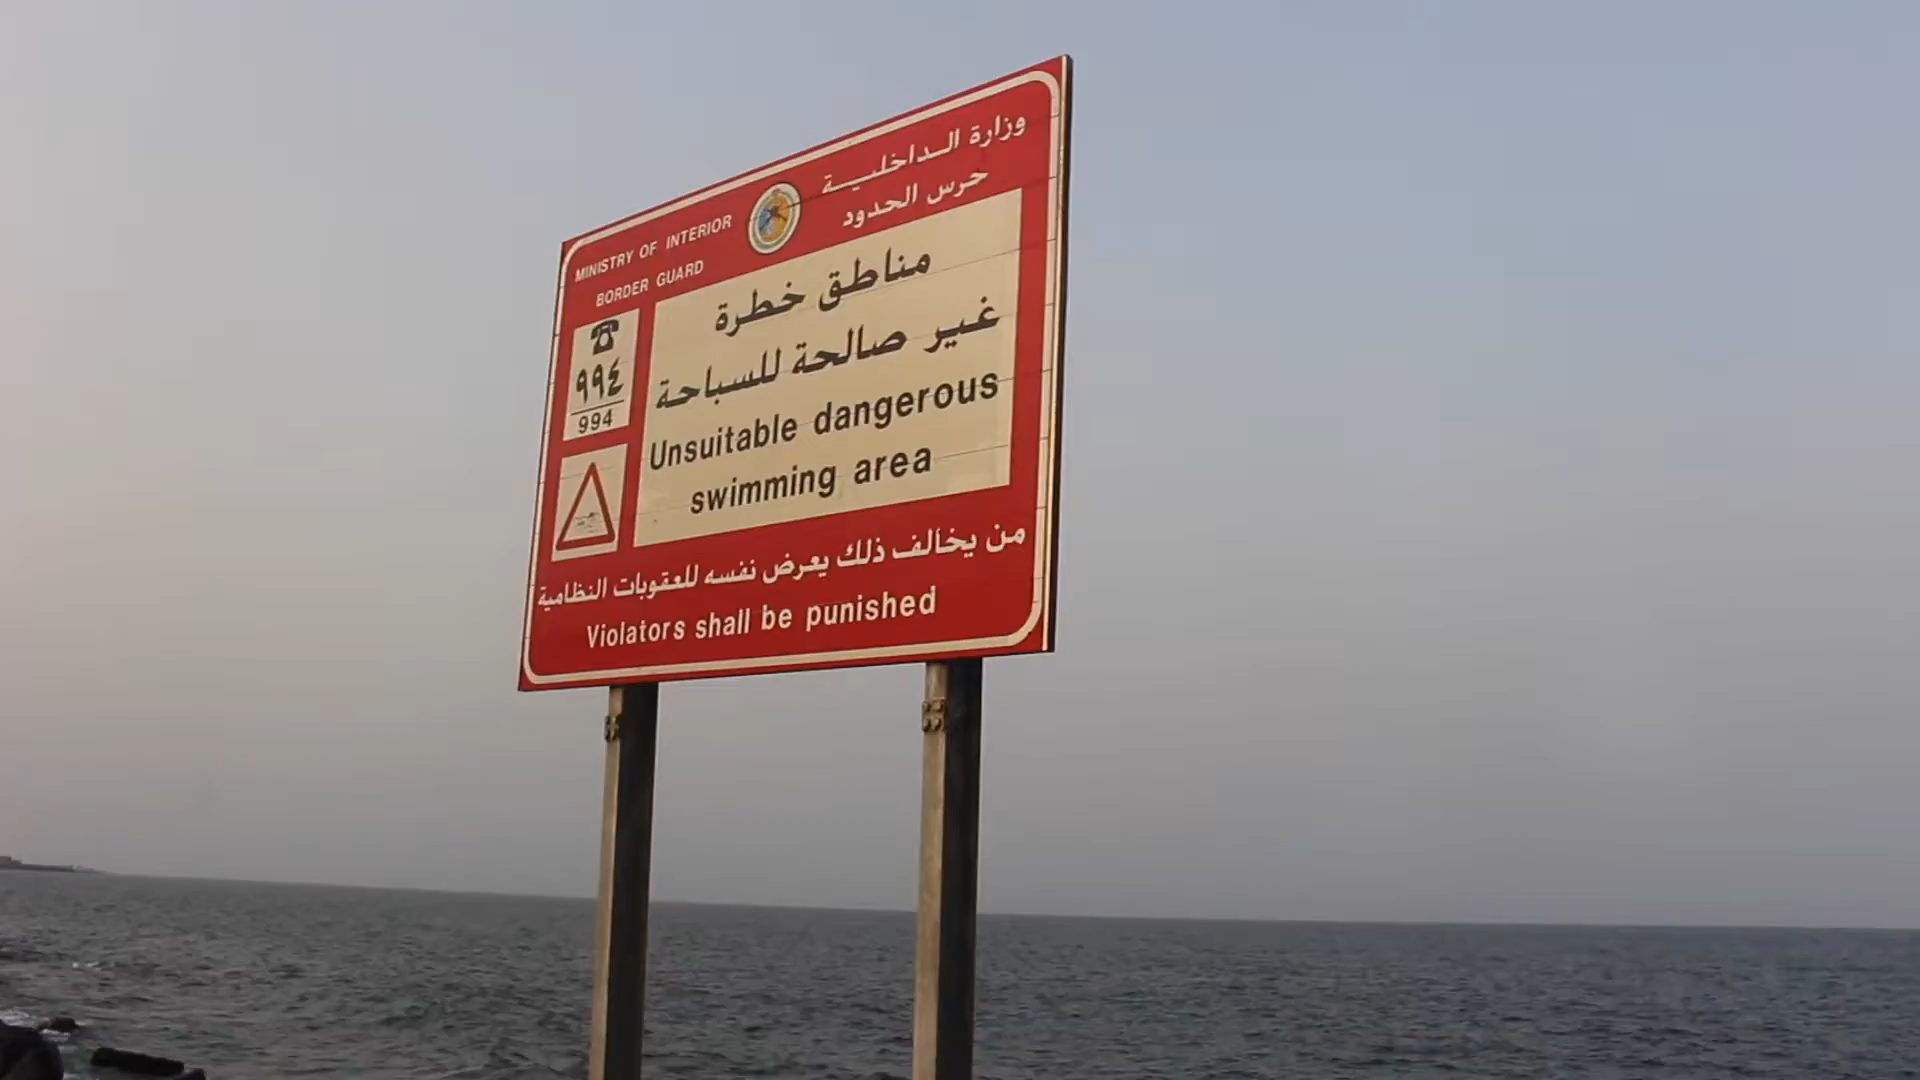 وزارة الـداخلـيـــة
حرس الحدود
MINISTRY OF INTERIOR
BORDER GUARD
٩٩٤
994
مناطق خطرة
غير صالحة للسباحة
Unsuitable dangerous
swimming area
من يخالف ذلك يعرض نفسه للعقوبات النظامية
Violators shall be punished